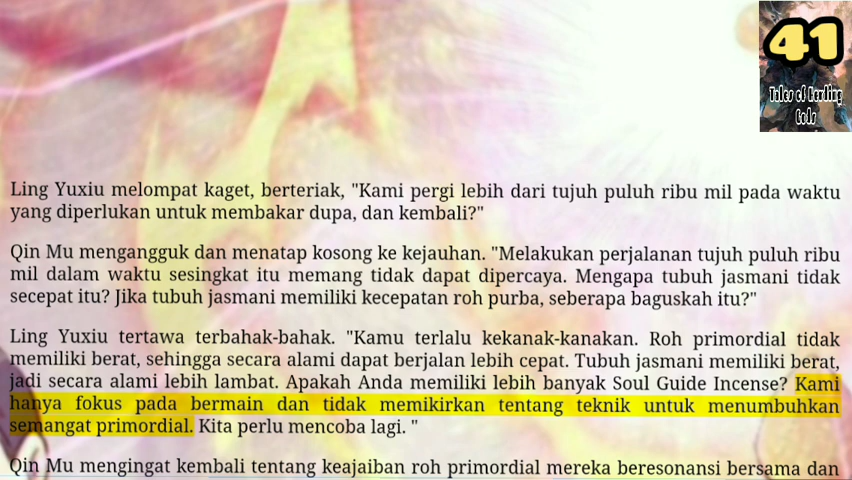 41
Tales of Herding
Gods
Ling Yuxiu melompat kaget, berteriak, "Kami pergi lebih dari tujuh puluh ribu mil pada waktu
yang diperlukan untuk membakar dupa, dan kembali?"
Qin Mu mengangguk dan menatap kosong ke kejauhan. "Melakukan perjalanan tujuh puluh ribu
mil dalam waktu sesingkat itu memang tidak dapat dipercaya. Mengapa tubuh jasmani tidak
secepat itu? Jika tubuh jasmani memiliki kecepatan roh purba, seberapa baguskah itu?"
Ling Yuxiu tertawa terbahak-bahak. "Kamu terlalu kekanak-kanakan. Roh primordial tidak
memiliki berat, sehingga secara alami dapat berjalan lebih cepat. Tubuh jasmani memiliki berat,
jadi secara alami lebih lambat. Apakah Anda memiliki lebih banyak Soul Guide Incense? Kami
hanya fokus pada bermain dan tidak memikirkan tentang teknik untuk menumbuhkan
semangat primordial. Kita perlu mencoba lagi. "
Qin Mu mengingat kembali tentang keajaiban roh primordial mereka beresonansi bersama dan